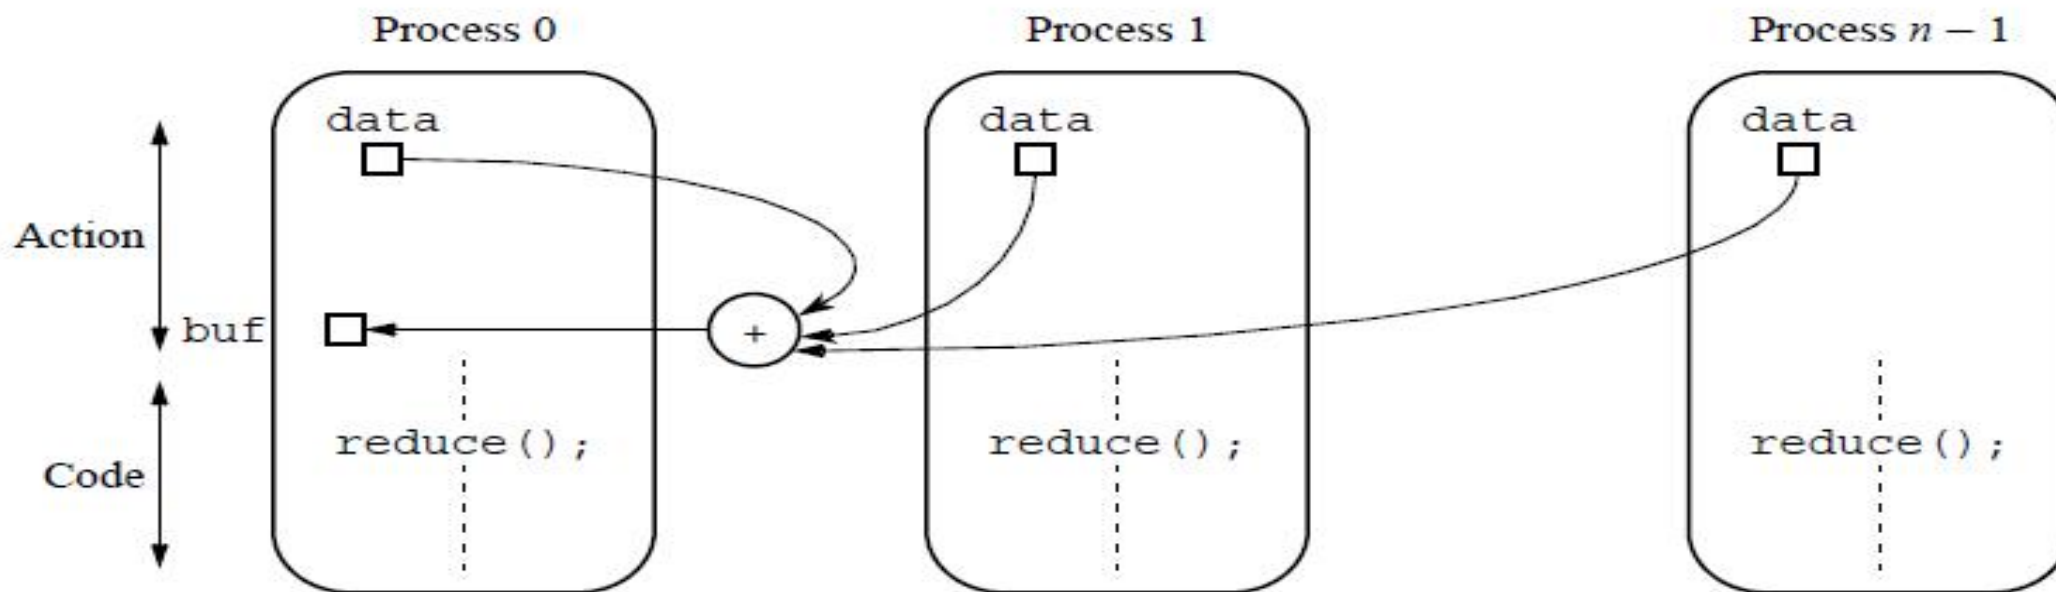 Process 0 Process 1 Process n − 1
data data data
Action
buf +
reduce(); reduce(); reduce();
Code